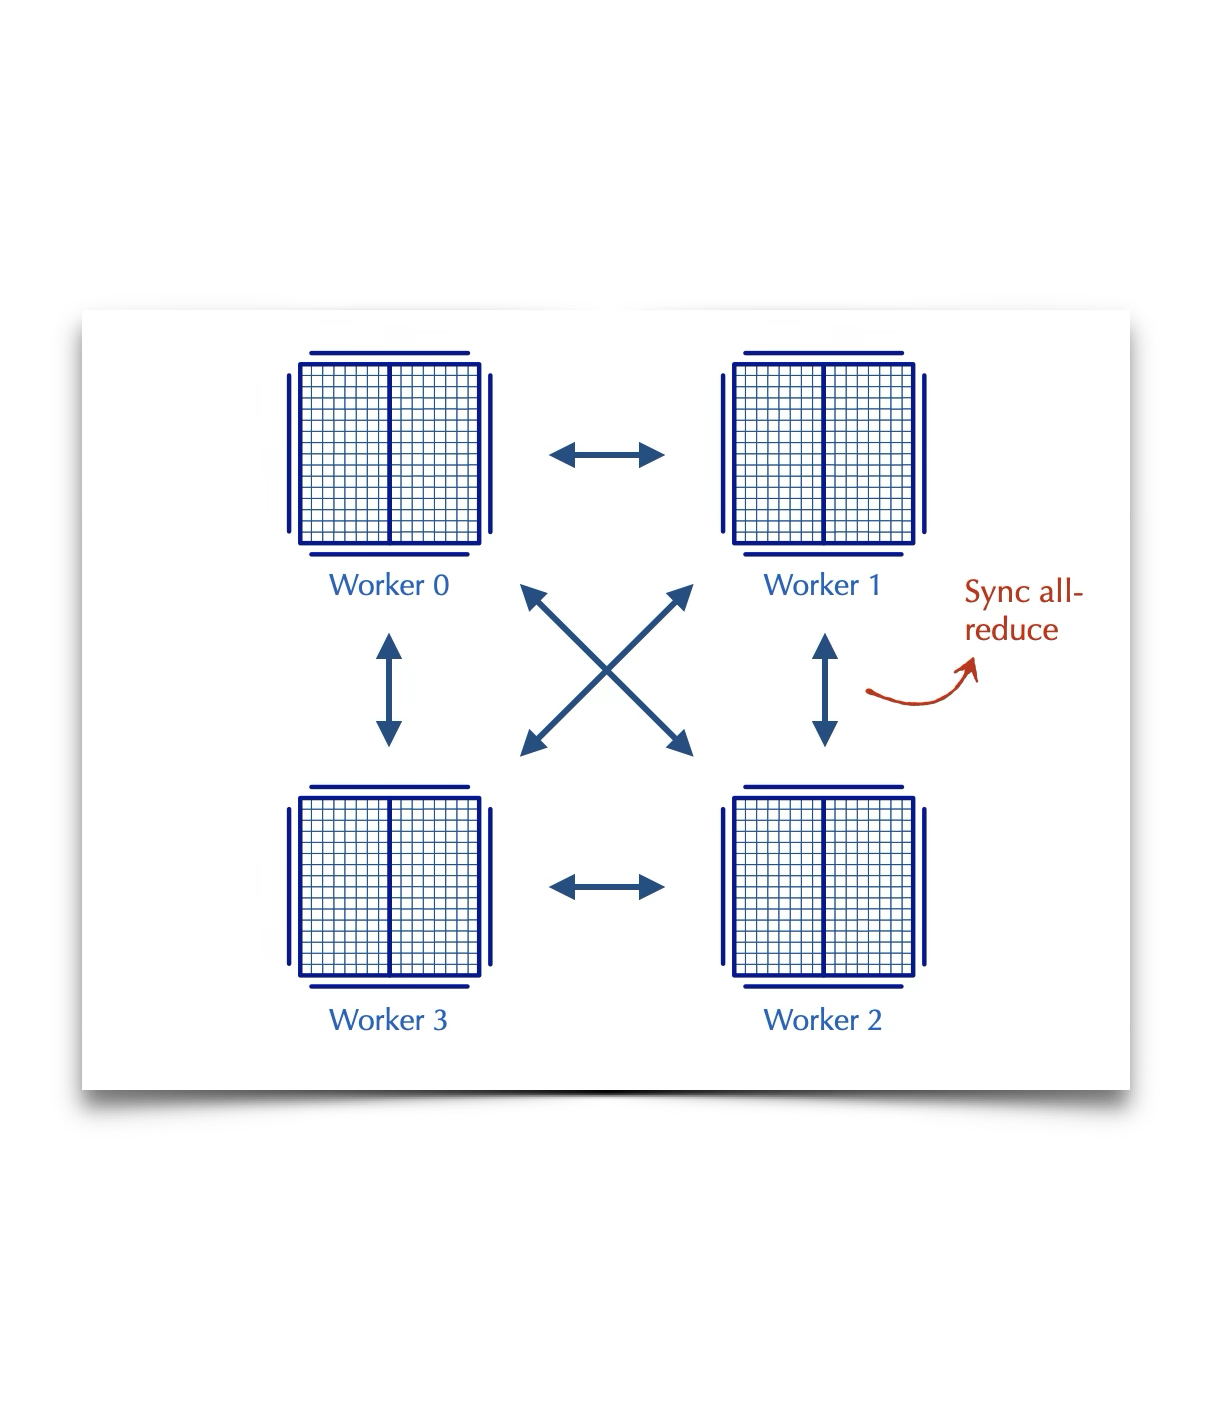 Worker 0
Worker 1
Sync all-
reduce
Worker 3
Worker 2